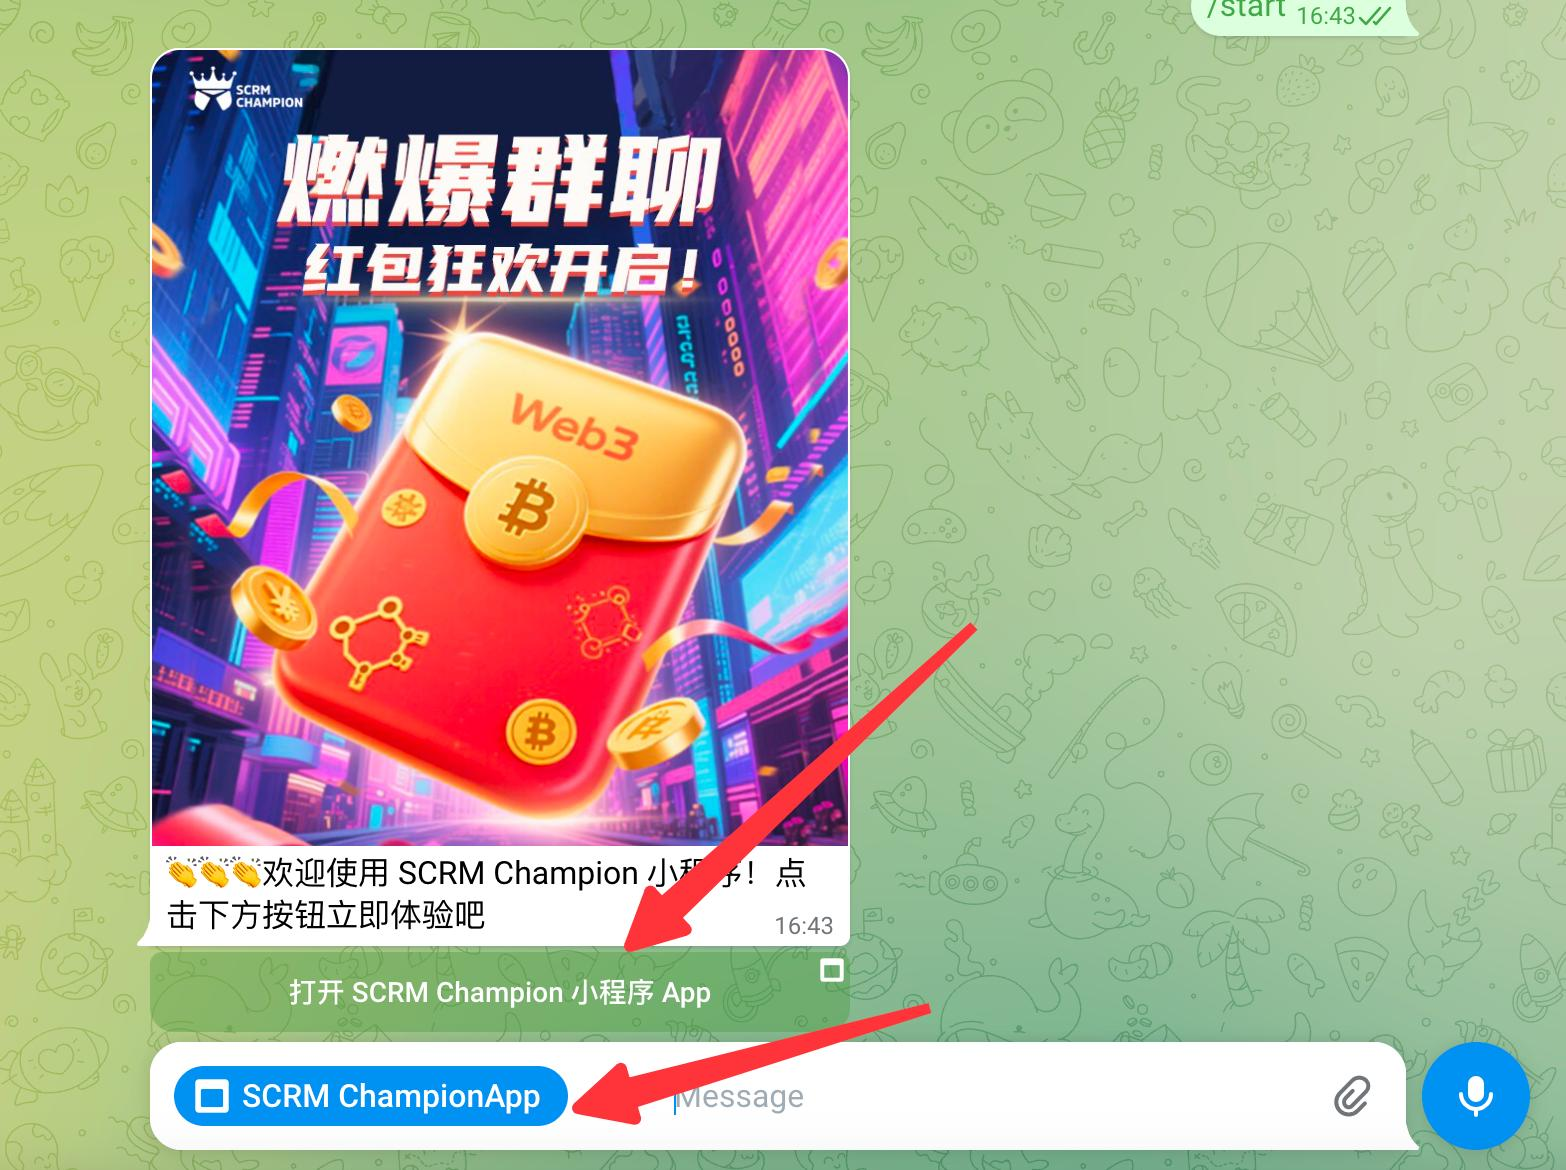 /start 16:43
SCRM
CHAMPION
燃爆群聊
红包狂欢开启!
Web3
👏👏👏欢迎使用 SCRM Champion 小程序！点
击下方按钮立即体验吧
16:43
打开 SCRM Champion 小程序 App
SCRM ChampionApp
Message